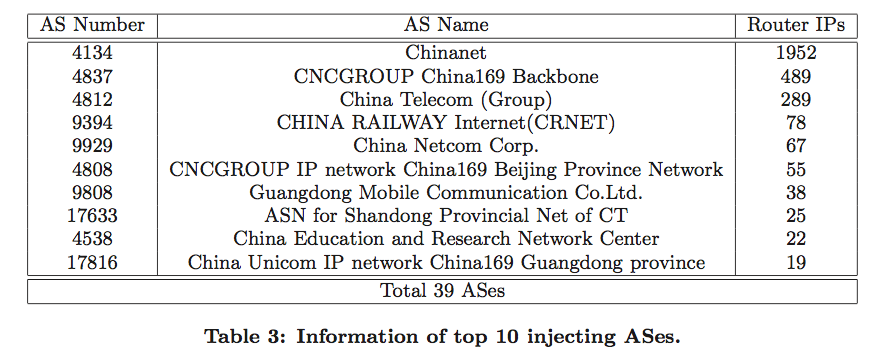 AS Number AS Name Router IPs
4134 Chinanet 1952
4837 CNCGROUP China169 Backbone 489
4812 China Telecom (Group) 289
9394 CHINA RAILWAY Internet(CRNET) 78
9929 China Netcom Corp. 67
4808 CNCGROUP IP network China169 Beijing Province Network 55
9808 Guangdong Mobile Communication Co.Ltd. 38
17633 ASN for Shandong Provincial Net of CT 25
4538 China Education and Research Network Center 22
17816 China Unicom IP network China169 Guangdong province 19
Total 39 ASes
Table 3: Information of top 10 injecting ASes.